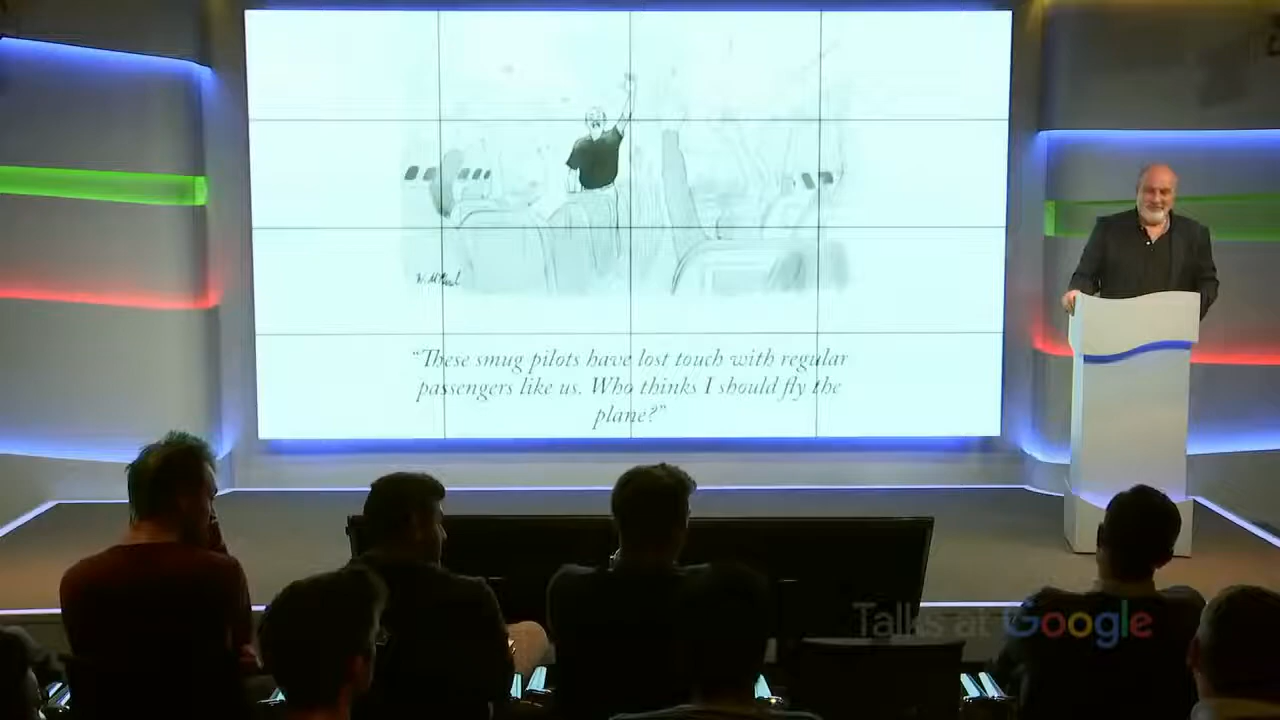 “These smug pilots have lost touch with regular
passengers like us. Who thinks I should fly the
plane?”
Talks at Google